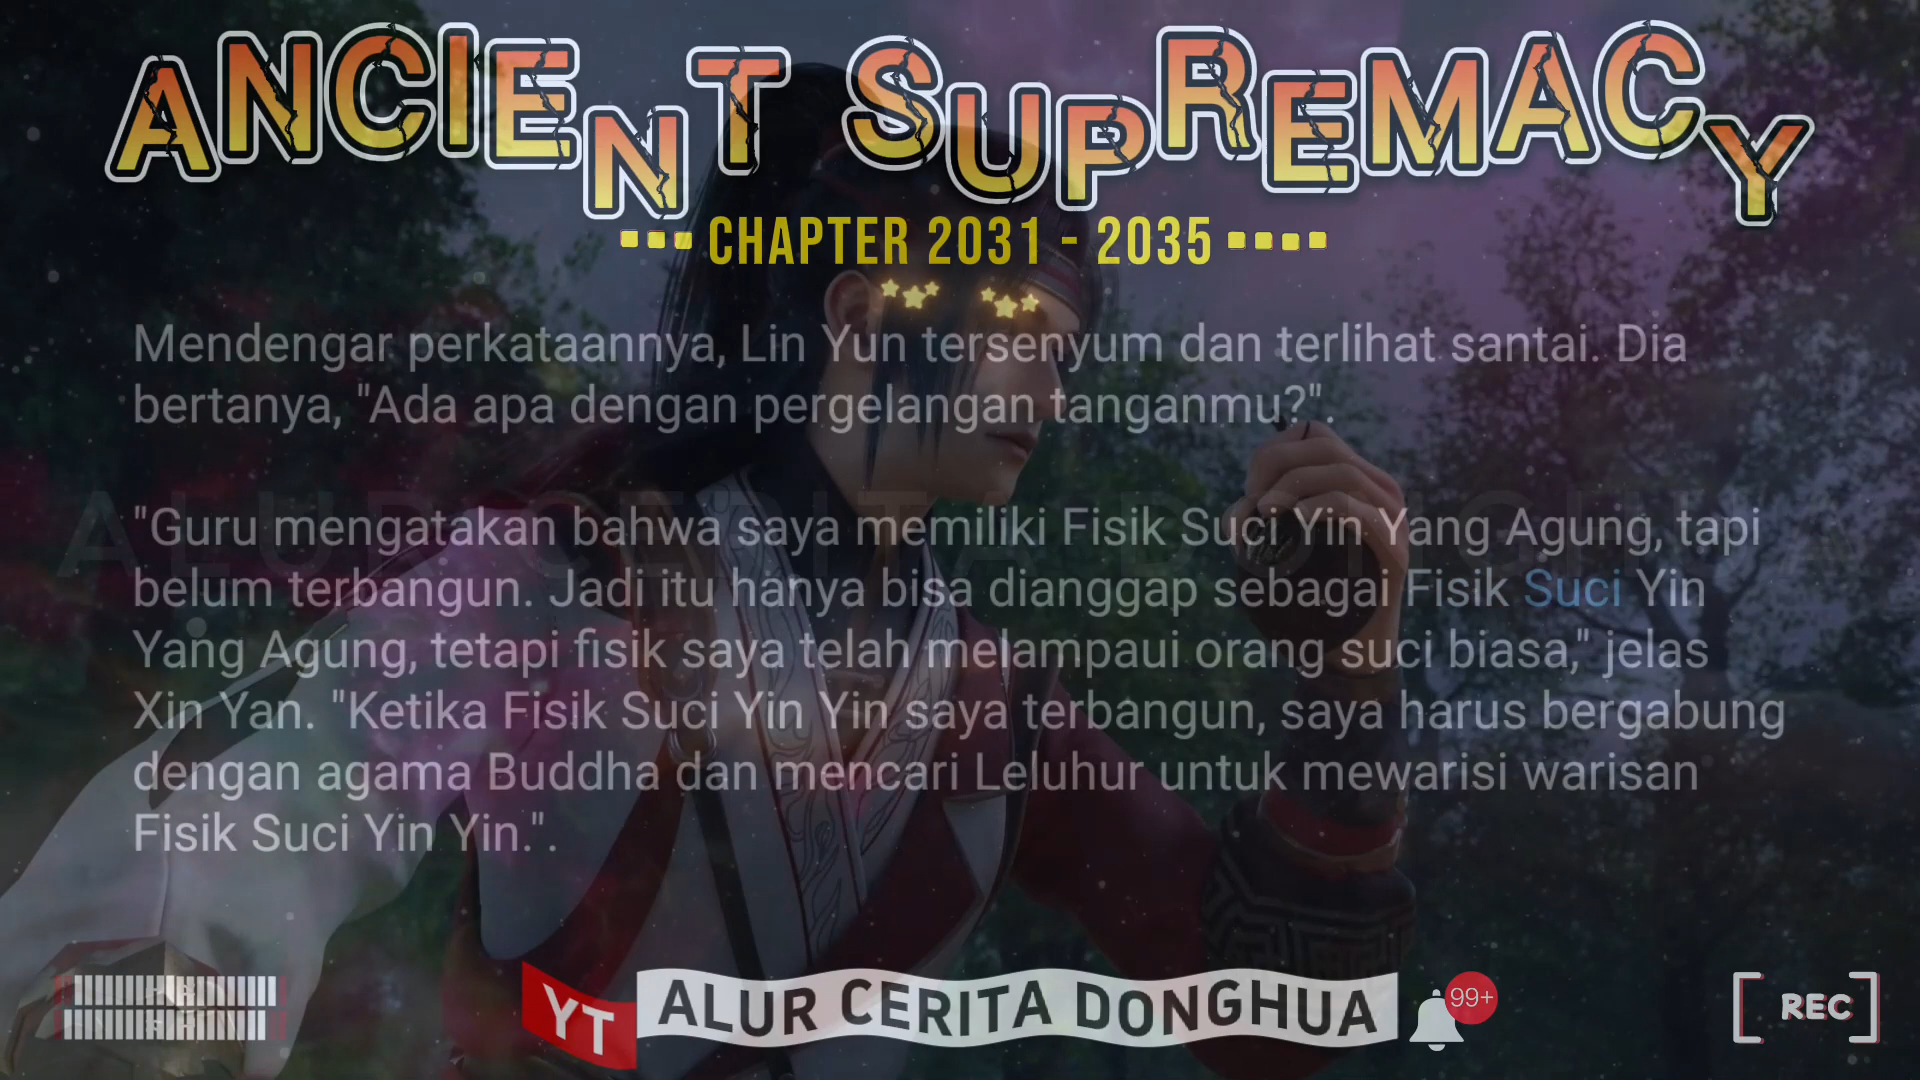 ANCIENT SUPREMACY
CHAPTER 2031 - 2035
Mendengar perkataannya, Lin Yun tersenyum dan terlihat santai. Dia
bertanya, "Ada apa dengan pergelangan tanganmu?".
"Guru mengatakan bahwa saya memiliki Fisik Suci Yin Yang Agung, tapi
belum terbangun. Jadi itu hanya bisa dianggap sebagai Fisik Suci Yin
Yang Agung, tetapi fisik saya telah melampaui orang suci biasa," jelas
Xin Yan. "Ketika Fisik Suci Yin Yin saya terbangun, saya harus bergabung
dengan agama Buddha dan mencari Leluhur untuk mewarisi warisan
Fisik Suci Yin Yin.".
YT ALUR CERITA DONGHUA 99+
REC